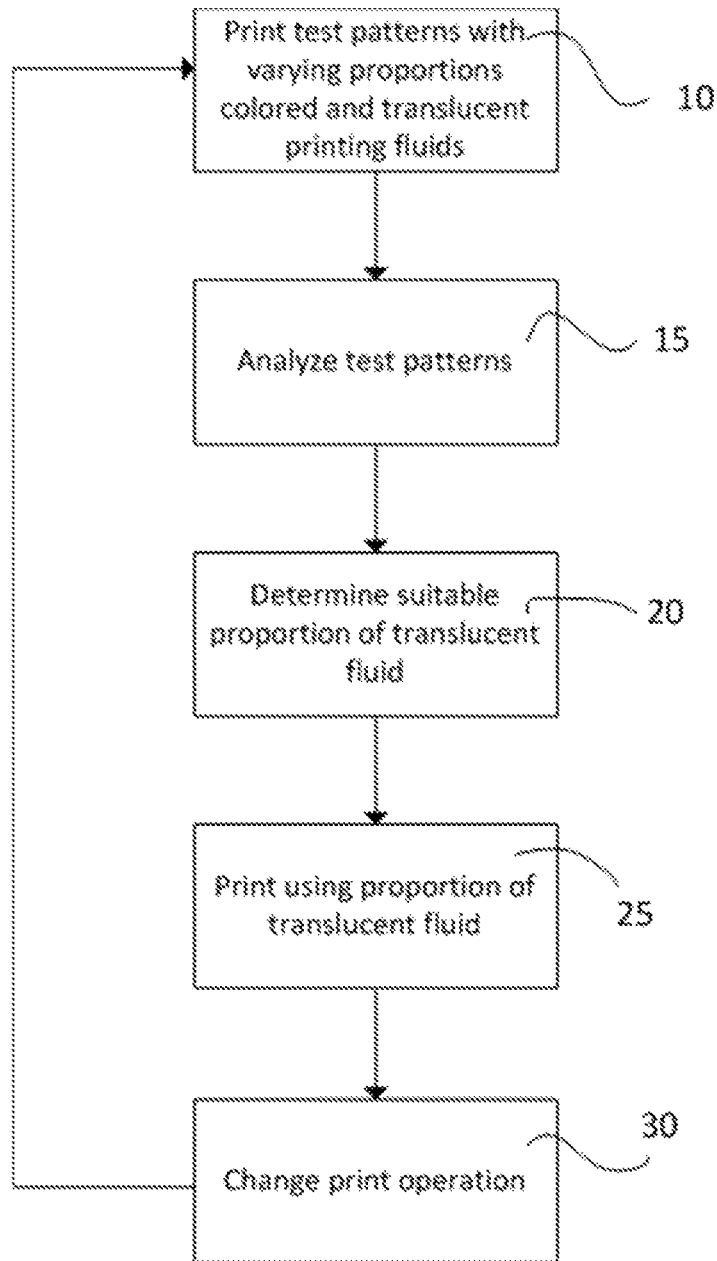 Print test patterns with
varying proportions
colored and translucent
printing fluids
10
Analyze test patterns
15
Determine suitable
proportion of translucent
fluid
20
Print using proportion of
translucent fluid
25
Change print operation
30